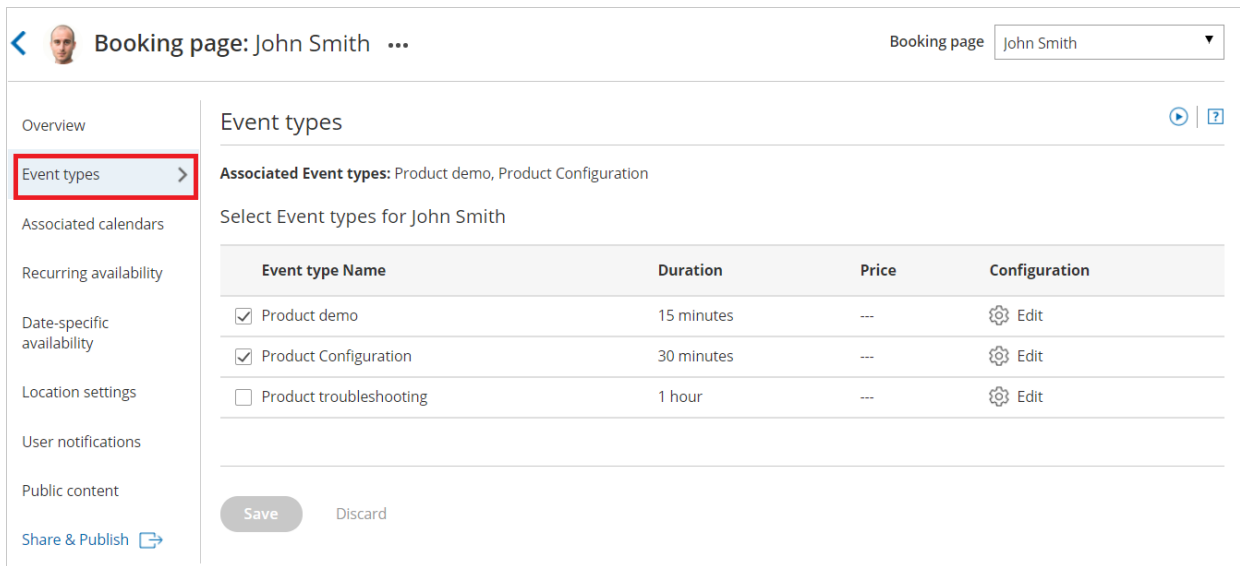 Booking page: John Smith ...
Booking page John Smith
Overview
Event types
Associated calendars
Recurring availability
Date-specific
availability
Location settings
User notifications
Public content
Share & Publish
Event types
?
Associated Event types: Product demo, Product Configuration
Select Event types for John Smith
Event type Name Duration Price Configuration
Product demo 15 minutes --- Edit
Product Configuration 30 minutes --- Edit
Product troubleshooting 1 hour --- Edit
Save Discard